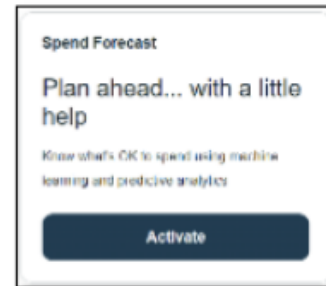 Spend Forecast
Plan ahead... with a little
help
Know what's OK to spend using machine
learning and predictive analytics
Activate